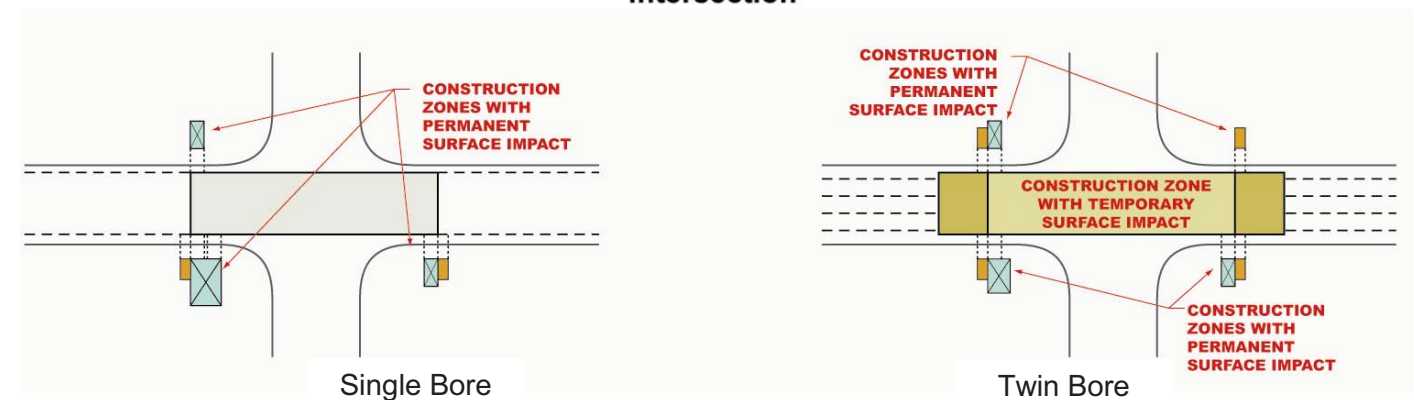 CONSTRUCTION
ZONES WITH
PERMANENT
SURFACE IMPACT
Single Bore
CONSTRUCTION
ZONES WITH
PERMANENT
SURFACE IMPACT
CONSTRUCTION ZONE
WITH TEMPORARY
SURFACE IMPACT
CONSTRUCTION
ZONES WITH
PERMANENT
SURFACE IMPACT
Twin Bore